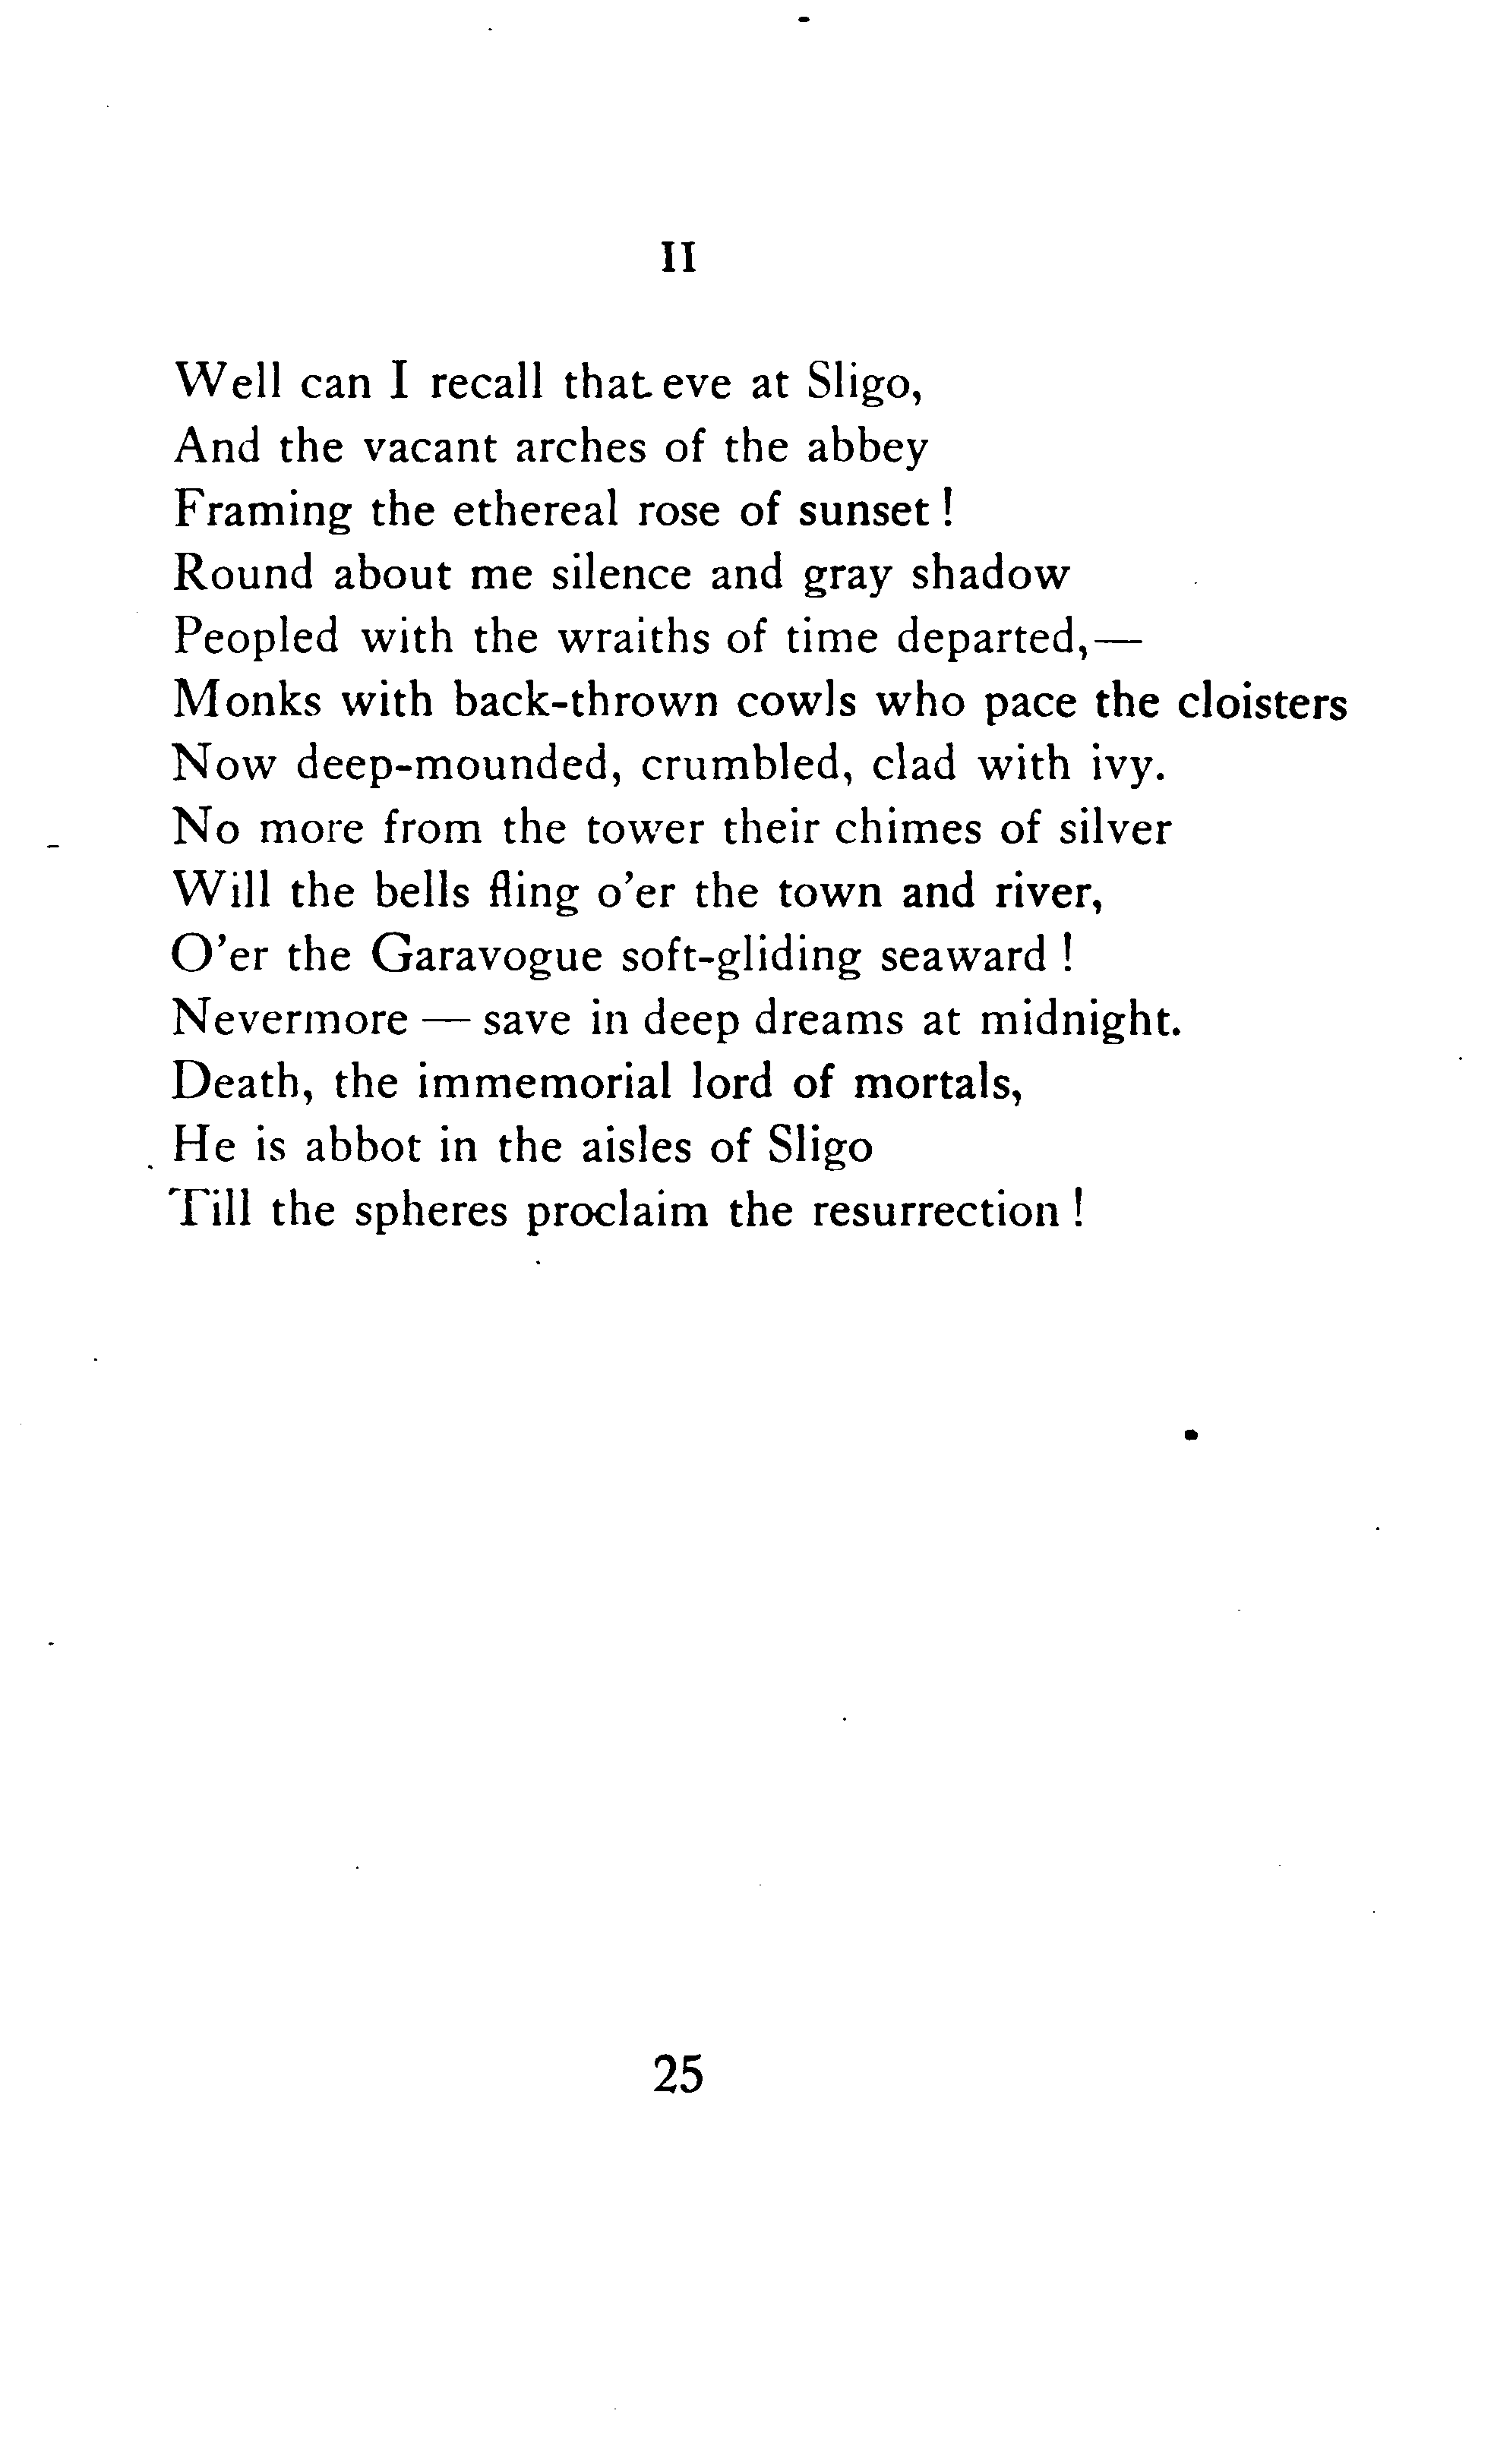 II
Well can I recall that eve at Sligo,
And the vacant arches of the abbey
Framing the ethereal rose of sunset !
Round about me silence and gray shadow
Peopled with the wraiths of time departed,—
Monks with back-thrown cowls who pace the cloisters
Now deep-mounded, crumbled, clad with ivy.
No more from the tower their chimes of silver
Will the bells fling o'er the town and river,
O'er the Garavogue soft-gliding seaward !
Nevermore — save in deep dreams at midnight.
Death, the immemorial lord of mortals,
He is abbot in the aisles of Sligo
Till the spheres proclaim the resurrection !
25